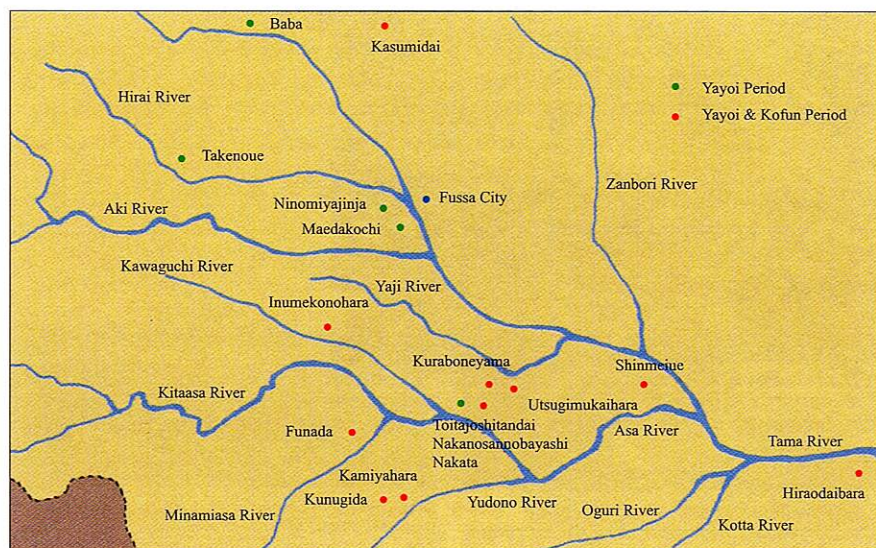 Baba
Kasumidai
Yayoi Period
Yayoi & Kofun Period
Hirai River
Takenoue
Zanbori River
Ninomiyajinja
Fussa City
Aki River
Maedakochi
Kawaguchi River
Yaji River
Inumekonohara
Kuraboneyama
Shinmeiue
Kitaasa River
Utsugimukaihara
Funada
Toitajoshitandai
Nakanosannobayashi
Nakata
Asa River
Tama River
Kamiyahara
Kunugida
Hiraodaibara
Minamiasa River
Yudono River
Oguri River
Kotta River